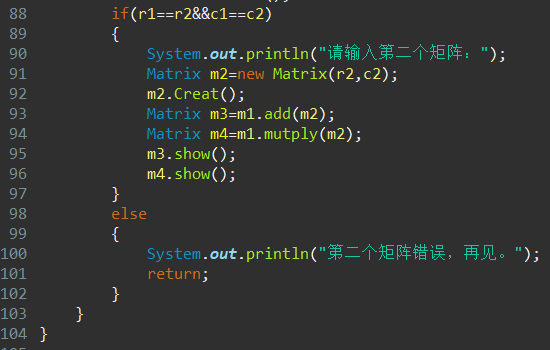 88 if(r1==r2&&c1==c2)
89 {
90 System.out.println("请输入第二个矩阵：");
91 Matrix m2=new Matrix(r2,c2);
92 m2.Creat();
93 Matrix m3=m1.add(m2);
94 Matrix m4=m1.mutply(m2);
95 m3.show();
96 m4.show();
97 }
98 else
99 {
100 System.out.println("第二个矩阵错误，再见。");
101 return;
102 }
103 }
104 }